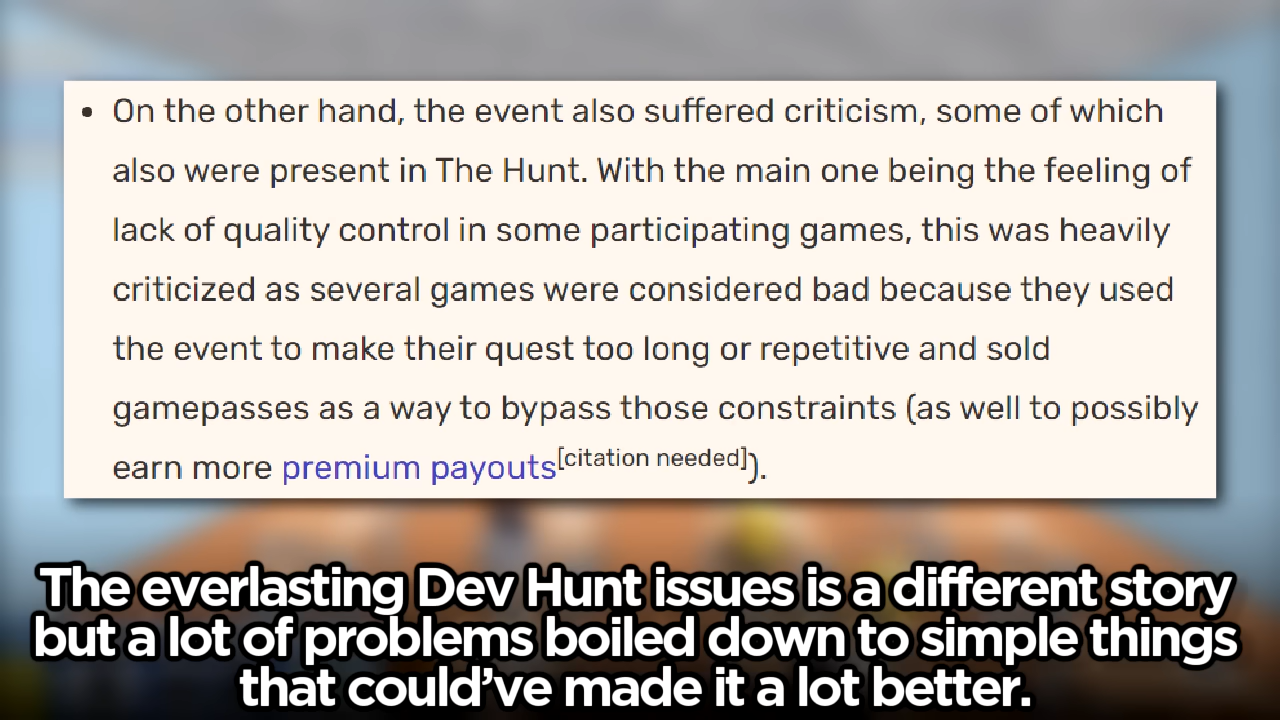 • On the other hand, the event also suffered criticism, some of which
also were present in The Hunt. With the main one being the feeling of
lack of quality control in some participating games, this was heavily
criticized as several games were considered bad because they used
the event to make their quest too long or repetitive and sold
gamepasses as a way to bypass those constraints (as well to possibly
earn more premium payouts[citation needed]).
The everlasting Dev Hunt issues is a different story
but a lot of problems boiled down to simple things
that could’ve made it a lot better.